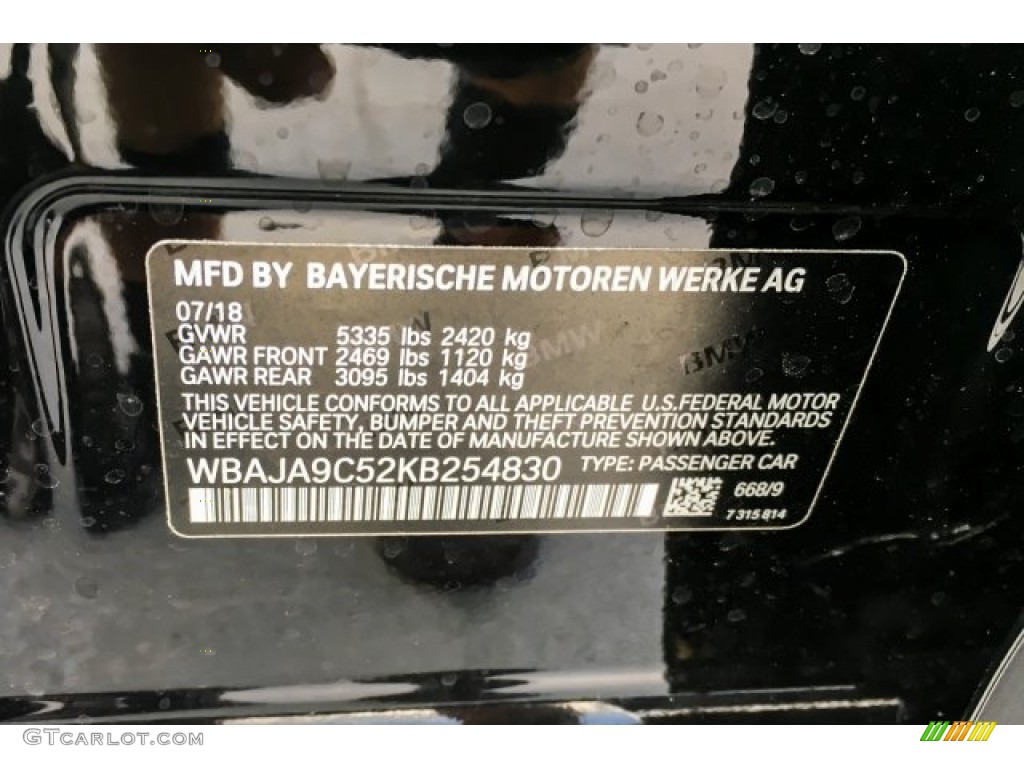 MFD BY BAYERISCHE MOTOREN WERKE AG
07/18
GVWR 5335 lbs 2420 kg
GAWR FRONT 2469 lbs 1120 kg
GAWR REAR 3095 lbs 1404 kg
THIS VEHICLE CONFORMS TO ALL APPLICABLE U.S.FEDERAL MOTOR
VEHICLE SAFETY, BUMPER AND THEFT PREVENTION STANDARDS
IN EFFECT ON THE DATE OF MANUFACTURE SHOWN ABOVE.
WBAJA9C52KB254830 TYPE: PASSENGER CAR
668/9
7 315 814
BMW
BMW
GTCarLot.com